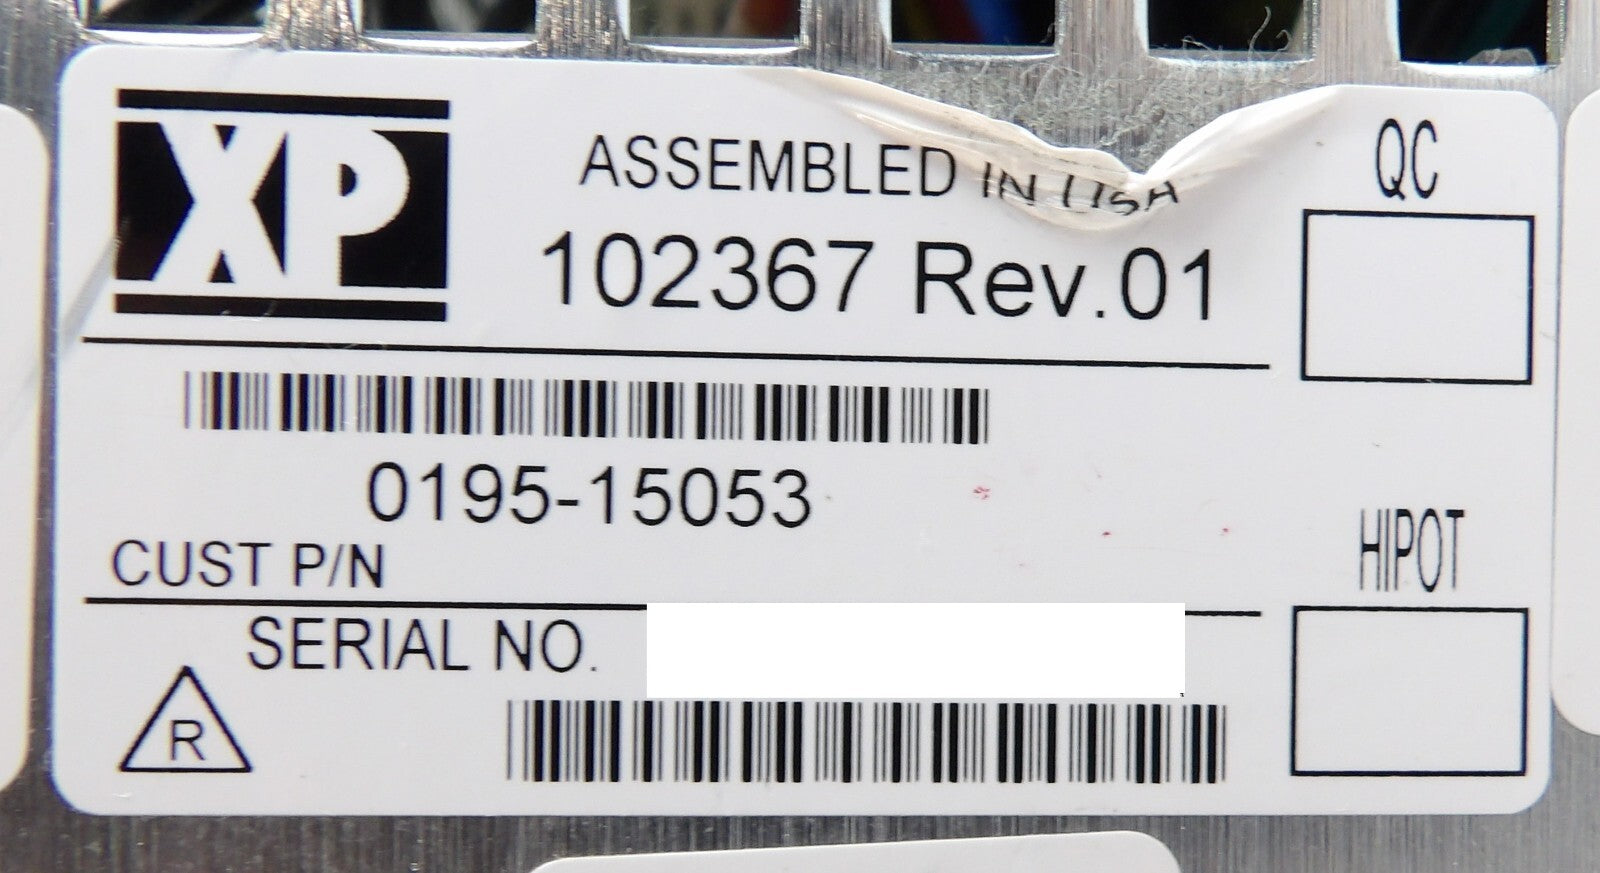 XP
ASSEMBLED IN USA
QC
102367 Rev.01
0195-15053
CUST P/N
HIPOT
SERIAL NO.
R